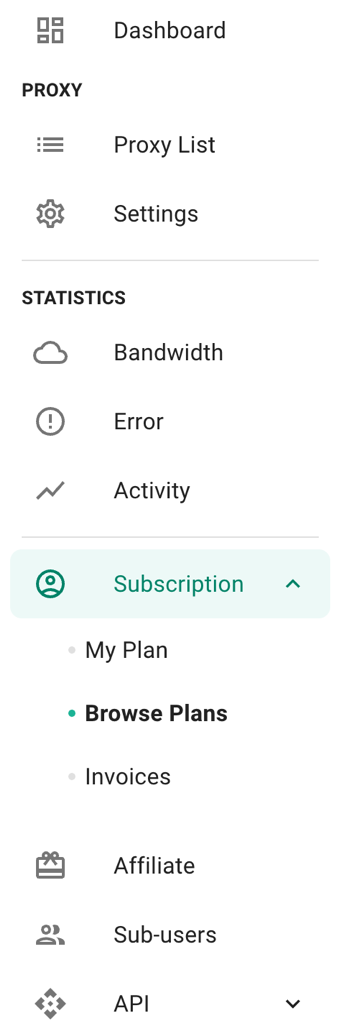 Dashboard
PROXY
Proxy List
Settings
STATISTICS
Bandwidth
Error
Activity
Subscription
My Plan
Browse Plans
Invoices
Affiliate
Sub-users
API